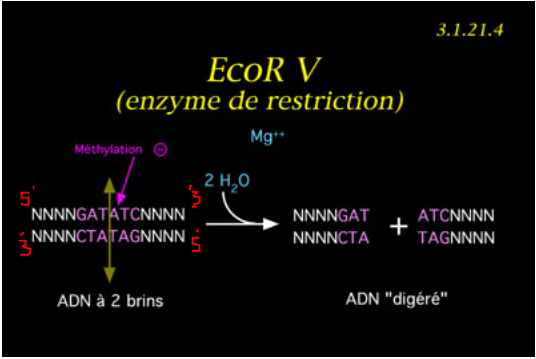 3.1.21.4
EcoR V
(enzyme de restriction)
Mg++
Méthylation ⊖
2 H₂O
5' 3'
NNNNGATATCNNNN
NNNNCTATAGNNNN
3' 5'
NNNNGAT ATCNNNN
NNNNCTA + TAGNNNN
ADN à 2 brins
ADN "digéré"